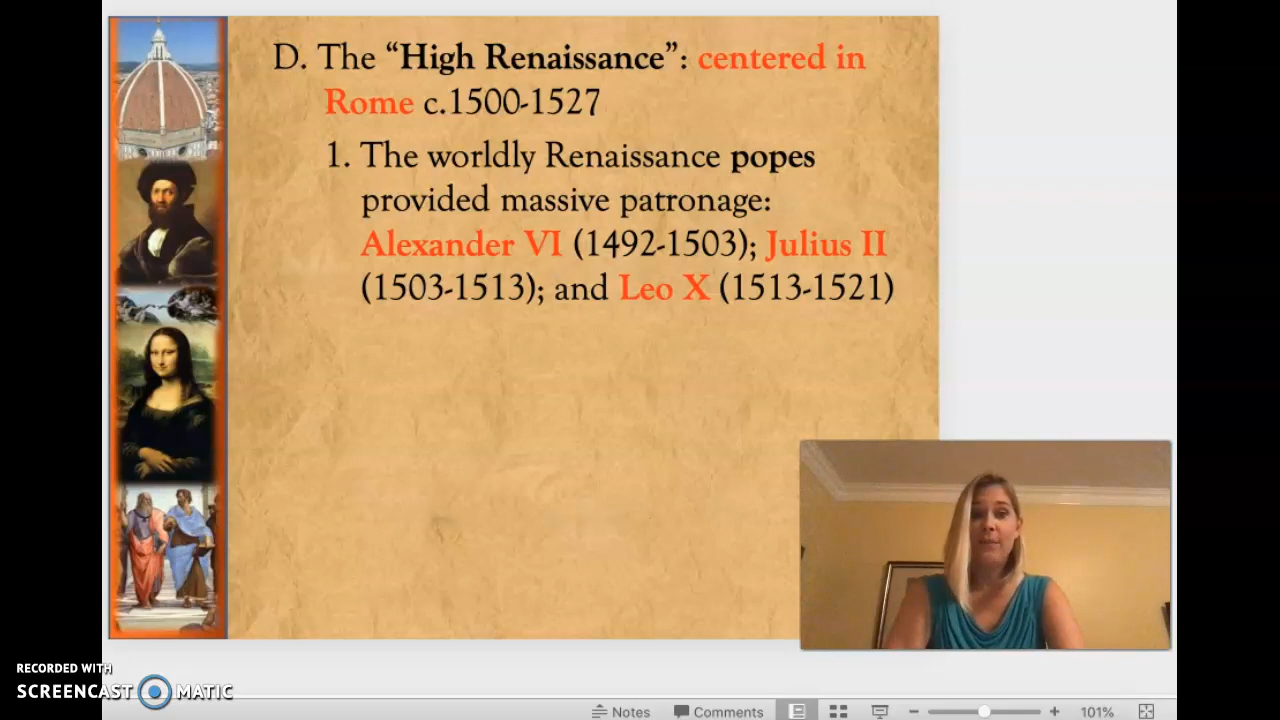 D. The “High Renaissance”: centered in
Rome c.1500-1527
1. The worldly Renaissance popes
provided massive patronage:
Alexander VI (1492-1503); Julius II
(1503-1513); and Leo X (1513-1521)
RECORDED WITH
SCREENCAST MATIC
Notes Comments 101%